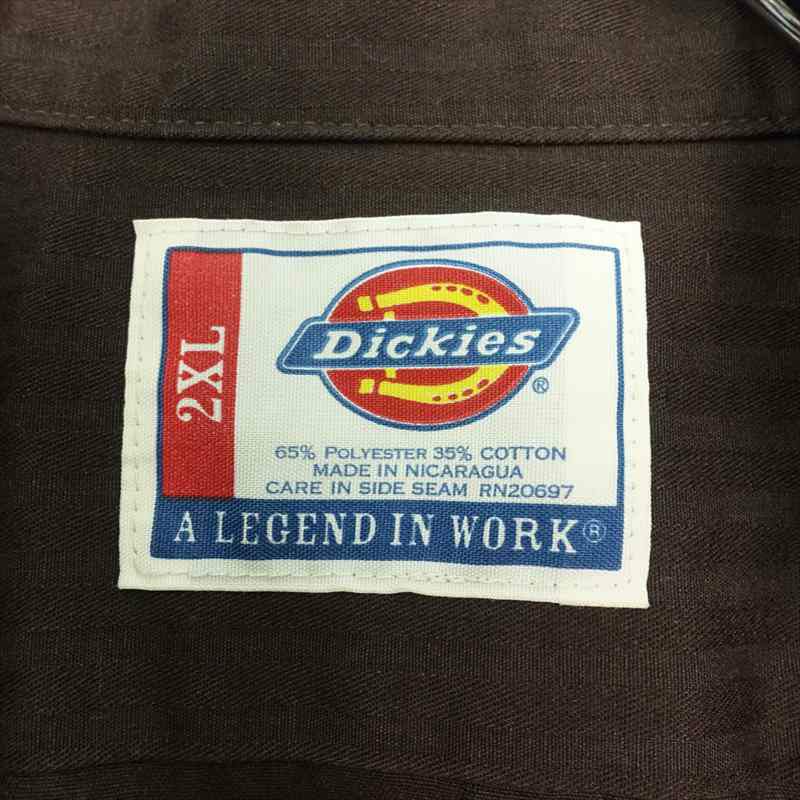 2XL
Dickies®
65% POLYESTER 35% COTTON
MADE IN NICARAGUA
CARE IN SIDE SEAM RN20697
A LEGEND IN WORK®